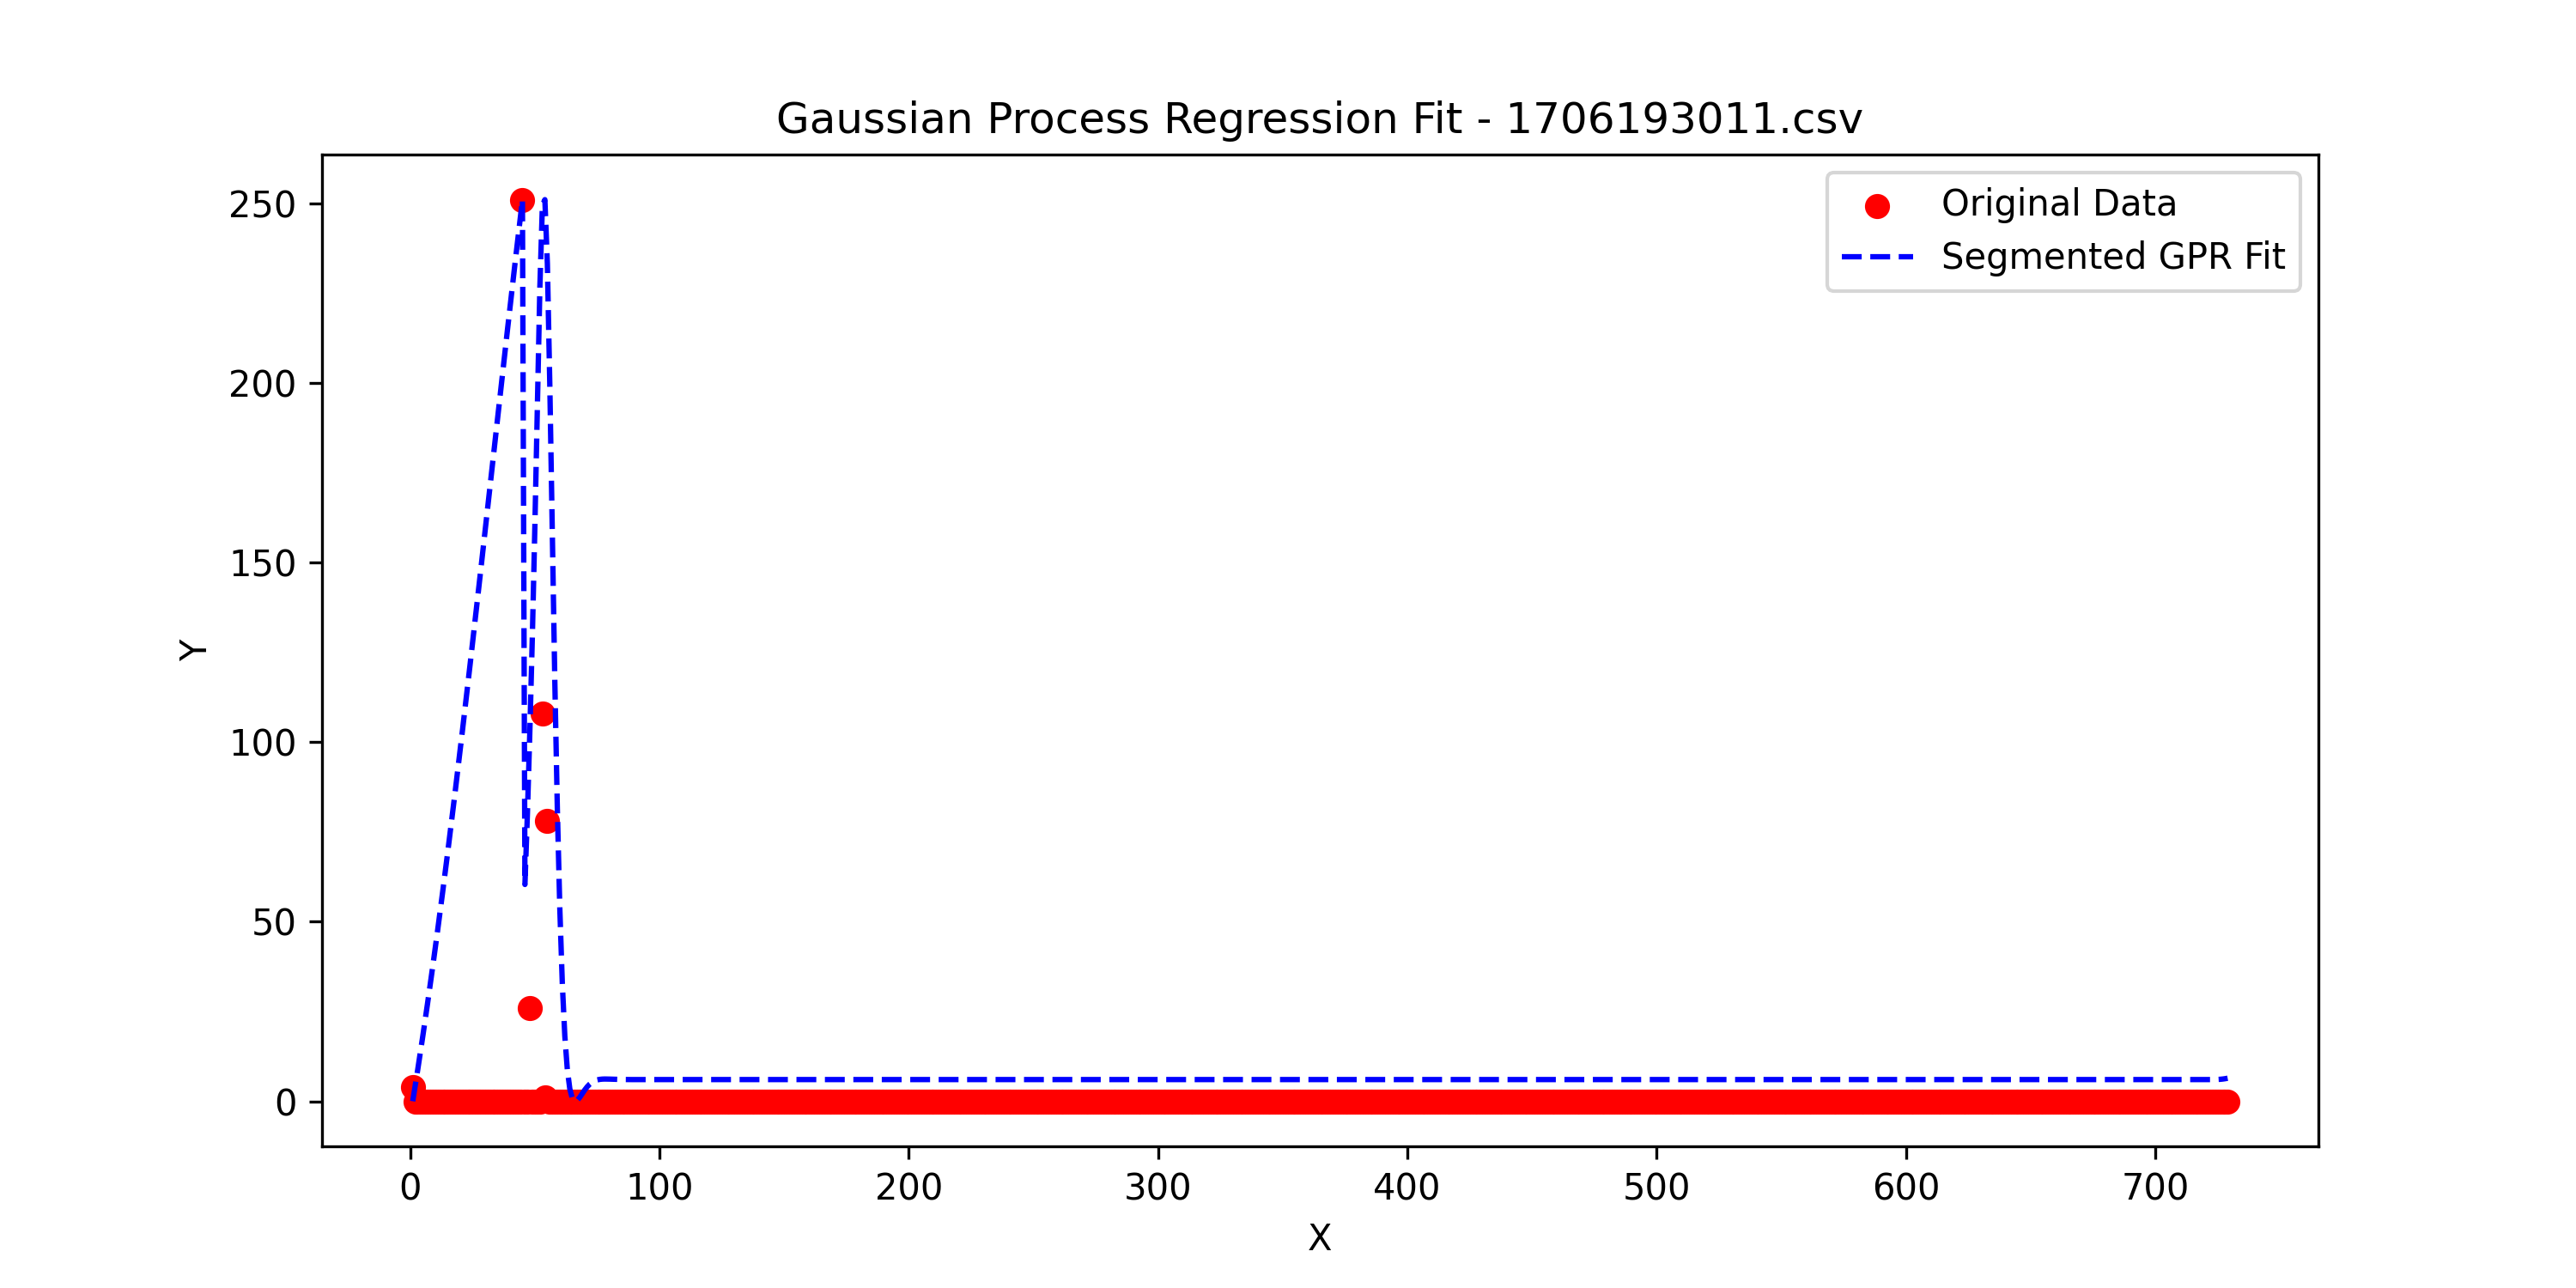 Gaussian Process Regression Fit - 1706193011.csv
Original Data
Segmented GPR Fit
250
200
150
100
50
0
Y
0 100 200 300 400 500 600 700
X